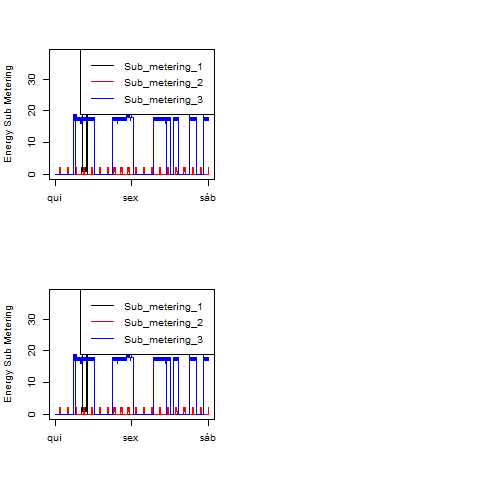 Energy Sub Metering
30
20
10
0
Sub_metering_1
Sub_metering_2
Sub_metering_3
qui sex sáb
Energy Sub Metering
30
20
10
0
Sub_metering_1
Sub_metering_2
Sub_metering_3
qui sex sáb